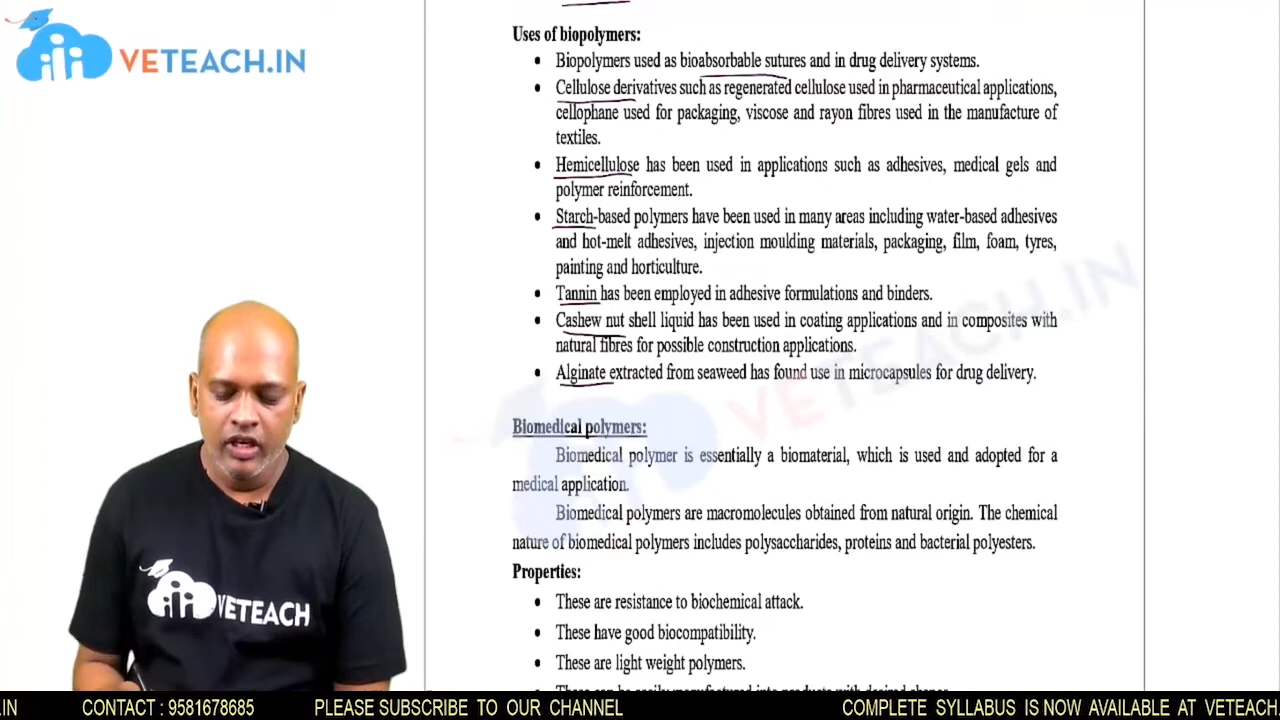 VETEACH.IN
Uses of biopolymers:
• Biopolymers used as bioabsorbable sutures and in drug delivery systems.
• Cellulose derivatives such as regenerated cellulose used in pharmaceutical applications,
cellophane used for packaging, viscose and rayon fibres used in the manufacture of
textiles.
• Hemicellulose has been used in applications such as adhesives, medical gels and
polymer reinforcement.
• Starch-based polymers have been used in many areas including water-based adhesives
and hot-melt adhesives, injection moulding materials, packaging, film, foam, tyres,
painting and horticulture.
• Tannin has been employed in adhesive formulations and binders.
• Cashew nut shell liquid has been used in coating applications and in composites with
natural fibres for possible construction applications.
• Alginate extracted from seaweed has found use in microcapsules for drug delivery.
VETEACH.IN
Biomedical polymers:
Biomedical polymer is essentially a biomaterial, which is used and adopted for a
medical application.
Biomedical polymers are macromolecules obtained from natural origin. The chemical
nature of biomedical polymers includes polysaccharides, proteins and bacterial polyesters.
Properties:
• These are resistance to biochemical attack.
• These have good biocompatibility.
• These are light weight polymers.
VETEACH
.IN CONTACT : 9581678685 PLEASE SUBSCRIBE TO OUR CHANNEL COMPLETE SYLLABUS IS NOW AVAILABLE AT VETEACH.